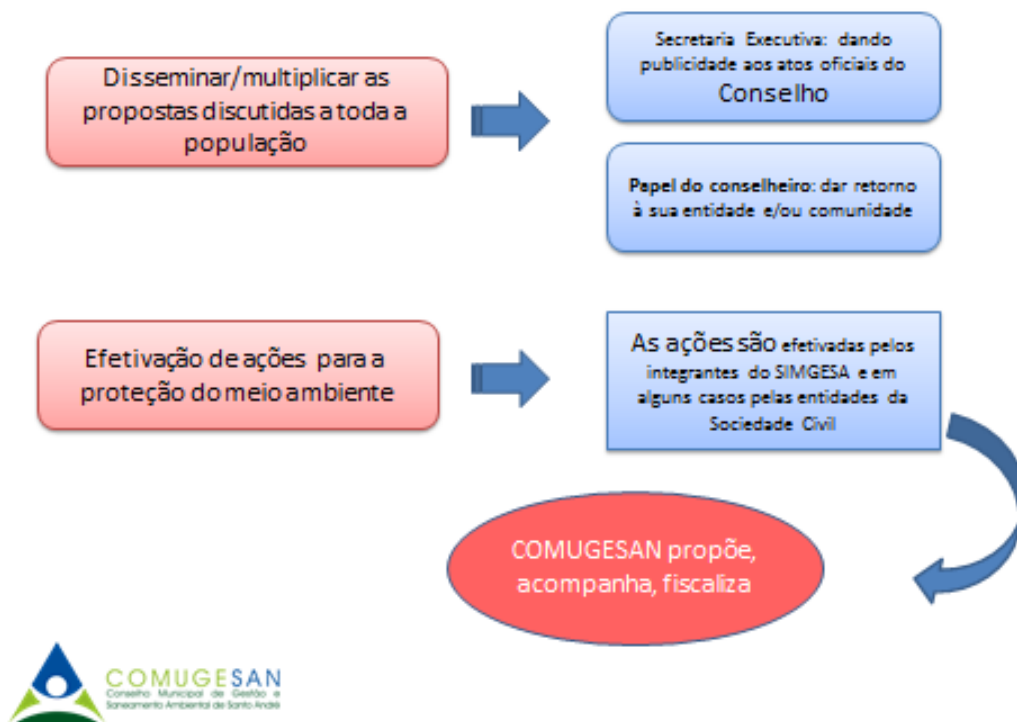 Disseminar/multiplicar as
propostas discutidas a toda a
população
Secretaria Executiva: dando
publicidade aos atos oficiais do
Conselho
Papel do conselheiro: dar retorno
à sua entidade e/ou comunidade
Efetivação de ações para a
proteção do meio ambiente
As ações são efetivadas pelos
integrantes do SIMGESA e em
alguns casos pelas entidades da
Sociedade Civil
COMUGESAN propõe,
acompanha, fiscaliza
COMUGESAN
Conselho Municipal de Gestão e
Saneamento Ambiental de Santo André